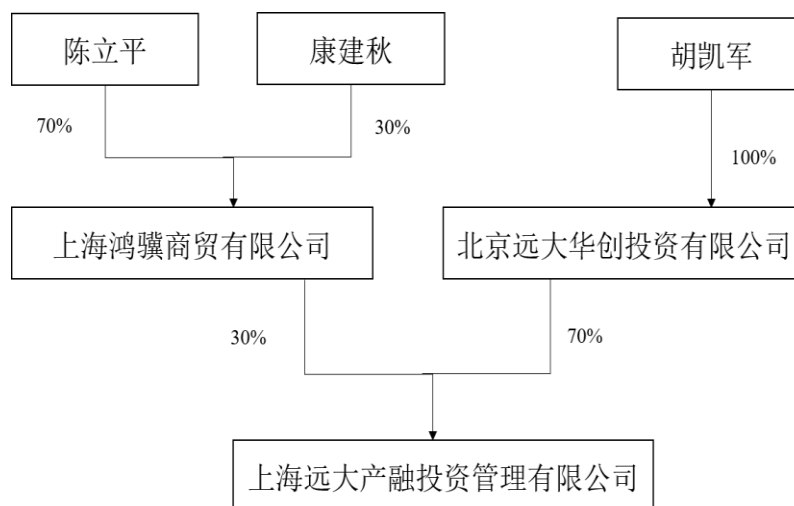 陈立平
康建秋
胡凯军
70%
30%
100%
上海鸿骥商贸有限公司
北京远大华创投资有限公司
30%
70%
上海远大产融投资管理有限公司